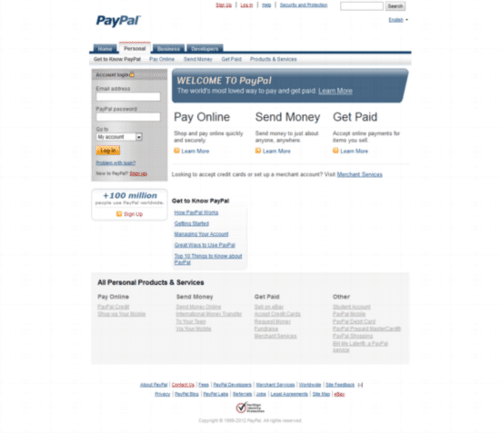 Sign Up | Log In | Help | Security and Protection Search
PayPal
English
Home Personal Business Developers
Get to Know PayPal Pay Online Send Money Get Paid Products & Services
Account login
Email address
PayPal password
Go to
My account
Log In
Problem with login?
New to PayPal? Sign up.
WELCOME TO PayPal
The world's most loved way to pay and get paid. Learn More
Pay Online Send Money Get Paid
Shop and pay online quickly Send money to just about Accept online payments for
and securely. anyone, anywhere. items you sell.
Learn More Learn More Learn More
Looking to accept credit cards or set up a merchant account? Visit Merchant Services
+100 million
people use PayPal worldwide.
Sign Up
Get to Know PayPal
How PayPal Works
Getting Started
Managing Your Account
Great Ways to Use PayPal
Top 10 Things to Know about
PayPal
All Personal Products & Services
Pay Online Send Money Get Paid Other
PayPal Credit Send Money Online Sell on eBay Student Account
Shop via Your Mobile International Money Transfer Accept Credit Cards PayPal Mobile
To Your Teen Request Money PayPal Debit Card
Via Your Mobile Fundraise PayPal Prepaid MasterCard®
Merchant Services PayPal Shopping
Bill Me Later®, a PayPal
service
About PayPal | Contact Us | Fees | PayPal Developers | Merchant Services | Worldwide | Site Feedback [+]
Privacy | PayPal Blog | PayPal Labs | Referrals | Jobs | Legal Agreements | Site Map | eBay
Copyright © 1999-2012 PayPal. All rights reserved.